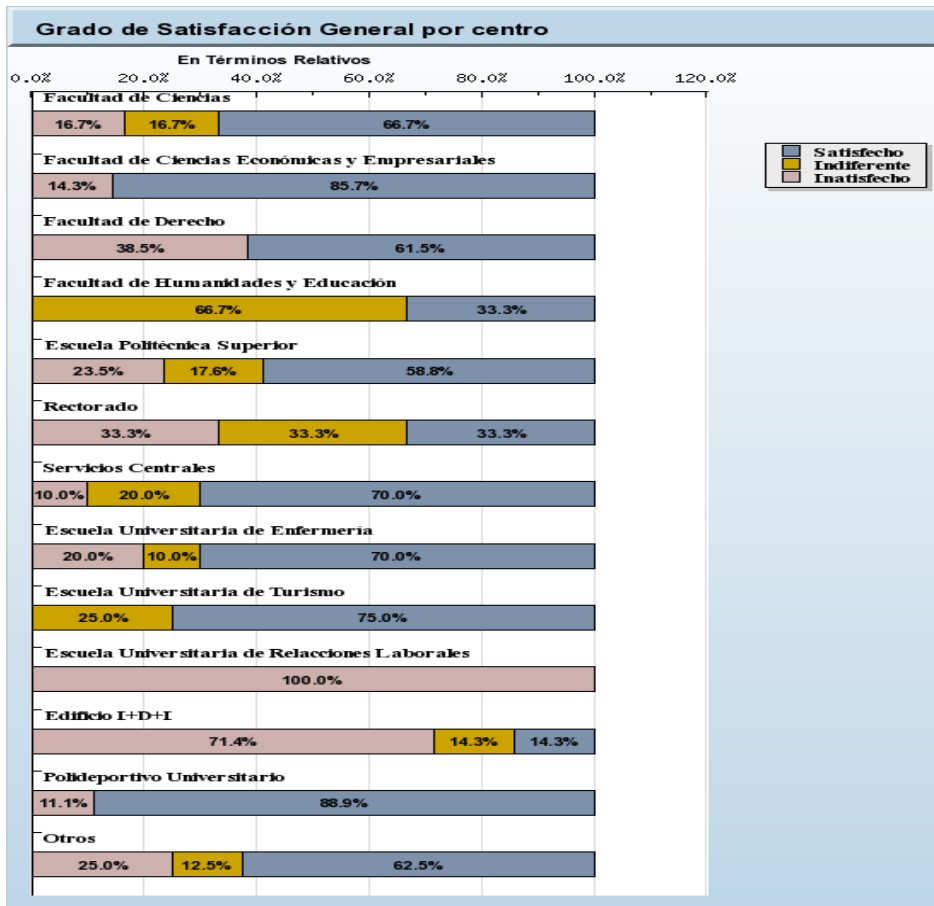 Grado de Satisfacción General por centro
En Términos Relativos
0.0% 20.0% 40.0% 60.0% 80.0% 100.0% 120.0%
Facultad de Ciencias
16.7% 16.7% 66.7%
Facultad de Ciencias Económicas y Empresariales
14.3% 85.7%
Facultad de Derecho
38.5% 61.5%
Facultad de Humanidades y Educación
66.7% 33.3%
Escuela Politécnica Superior
23.5% 17.6% 58.8%
Rectorado
33.3% 33.3% 33.3%
Servicios Centrales
10.0% 20.0% 70.0%
Escuela Universitaria de Enfermería
20.0% 10.0% 70.0%
Escuela Universitaria de Turismo
25.0% 75.0%
Escuela Universitaria de Relacciones Laborales
100.0%
Edificio I+D+I
71.4% 14.3% 14.3%
Polideportivo Universitario
11.1% 88.9%
Otros
25.0% 12.5% 62.5%
Satisfecho
Indiferente
Inatisfecho